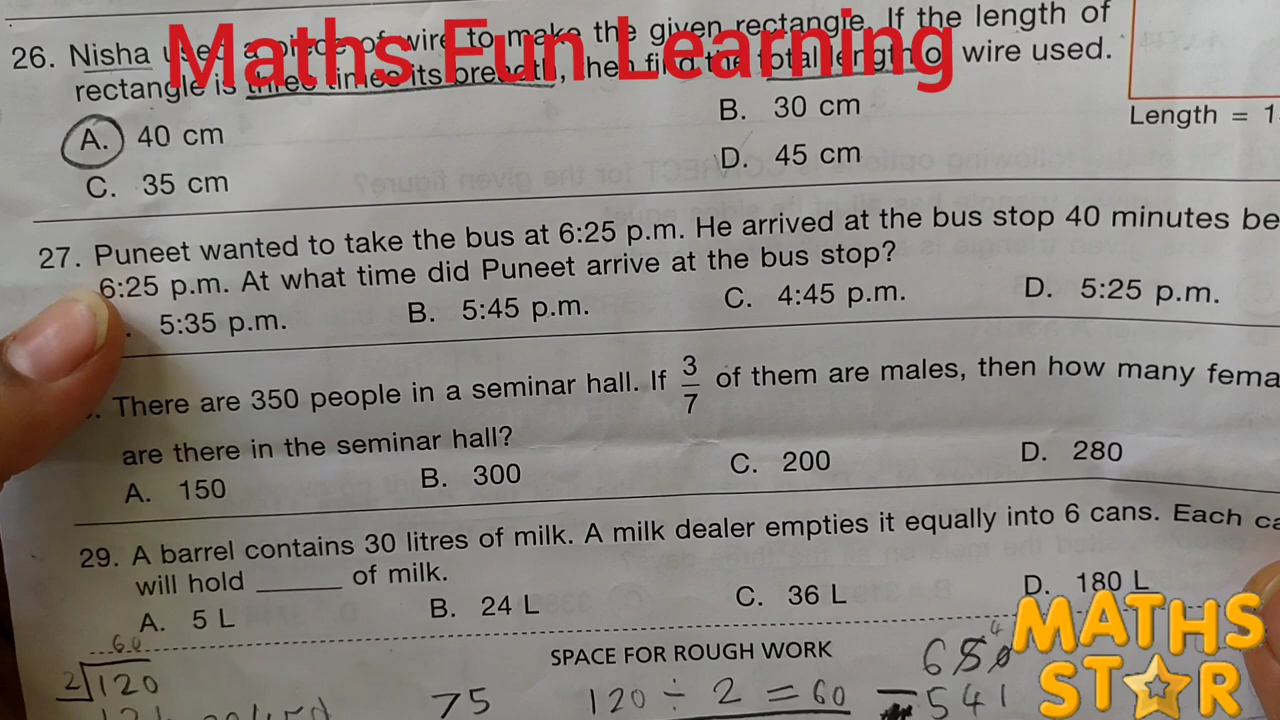 Maths Fun Learning
26. Nisha used a piece of wire to make the given rectangle. If the length of
rectangle is three times its breadth, then find the total length of wire used.
A. 40 cm
B. 30 cm
C. 35 cm
D. 45 cm
Length = 1
27. Puneet wanted to take the bus at 6:25 p.m. He arrived at the bus stop 40 minutes be
6:25 p.m. At what time did Puneet arrive at the bus stop?
5:35 p.m.
B. 5:45 p.m.
C. 4:45 p.m.
D. 5:25 p.m.
. There are 350 people in a seminar hall. If 3/7 of them are males, then how many fema
are there in the seminar hall?
A. 150
B. 300
C. 200
D. 280
29. A barrel contains 30 litres of milk. A milk dealer empties it equally into 6 cans. Each ca
will hold ______ of milk.
A. 5 L
B. 24 L
C. 36 L
D. 180 L
SPACE FOR ROUGH WORK
60
2 120
75
120 ÷ 2 = 60
4
650
- 541
MATHS
STAR